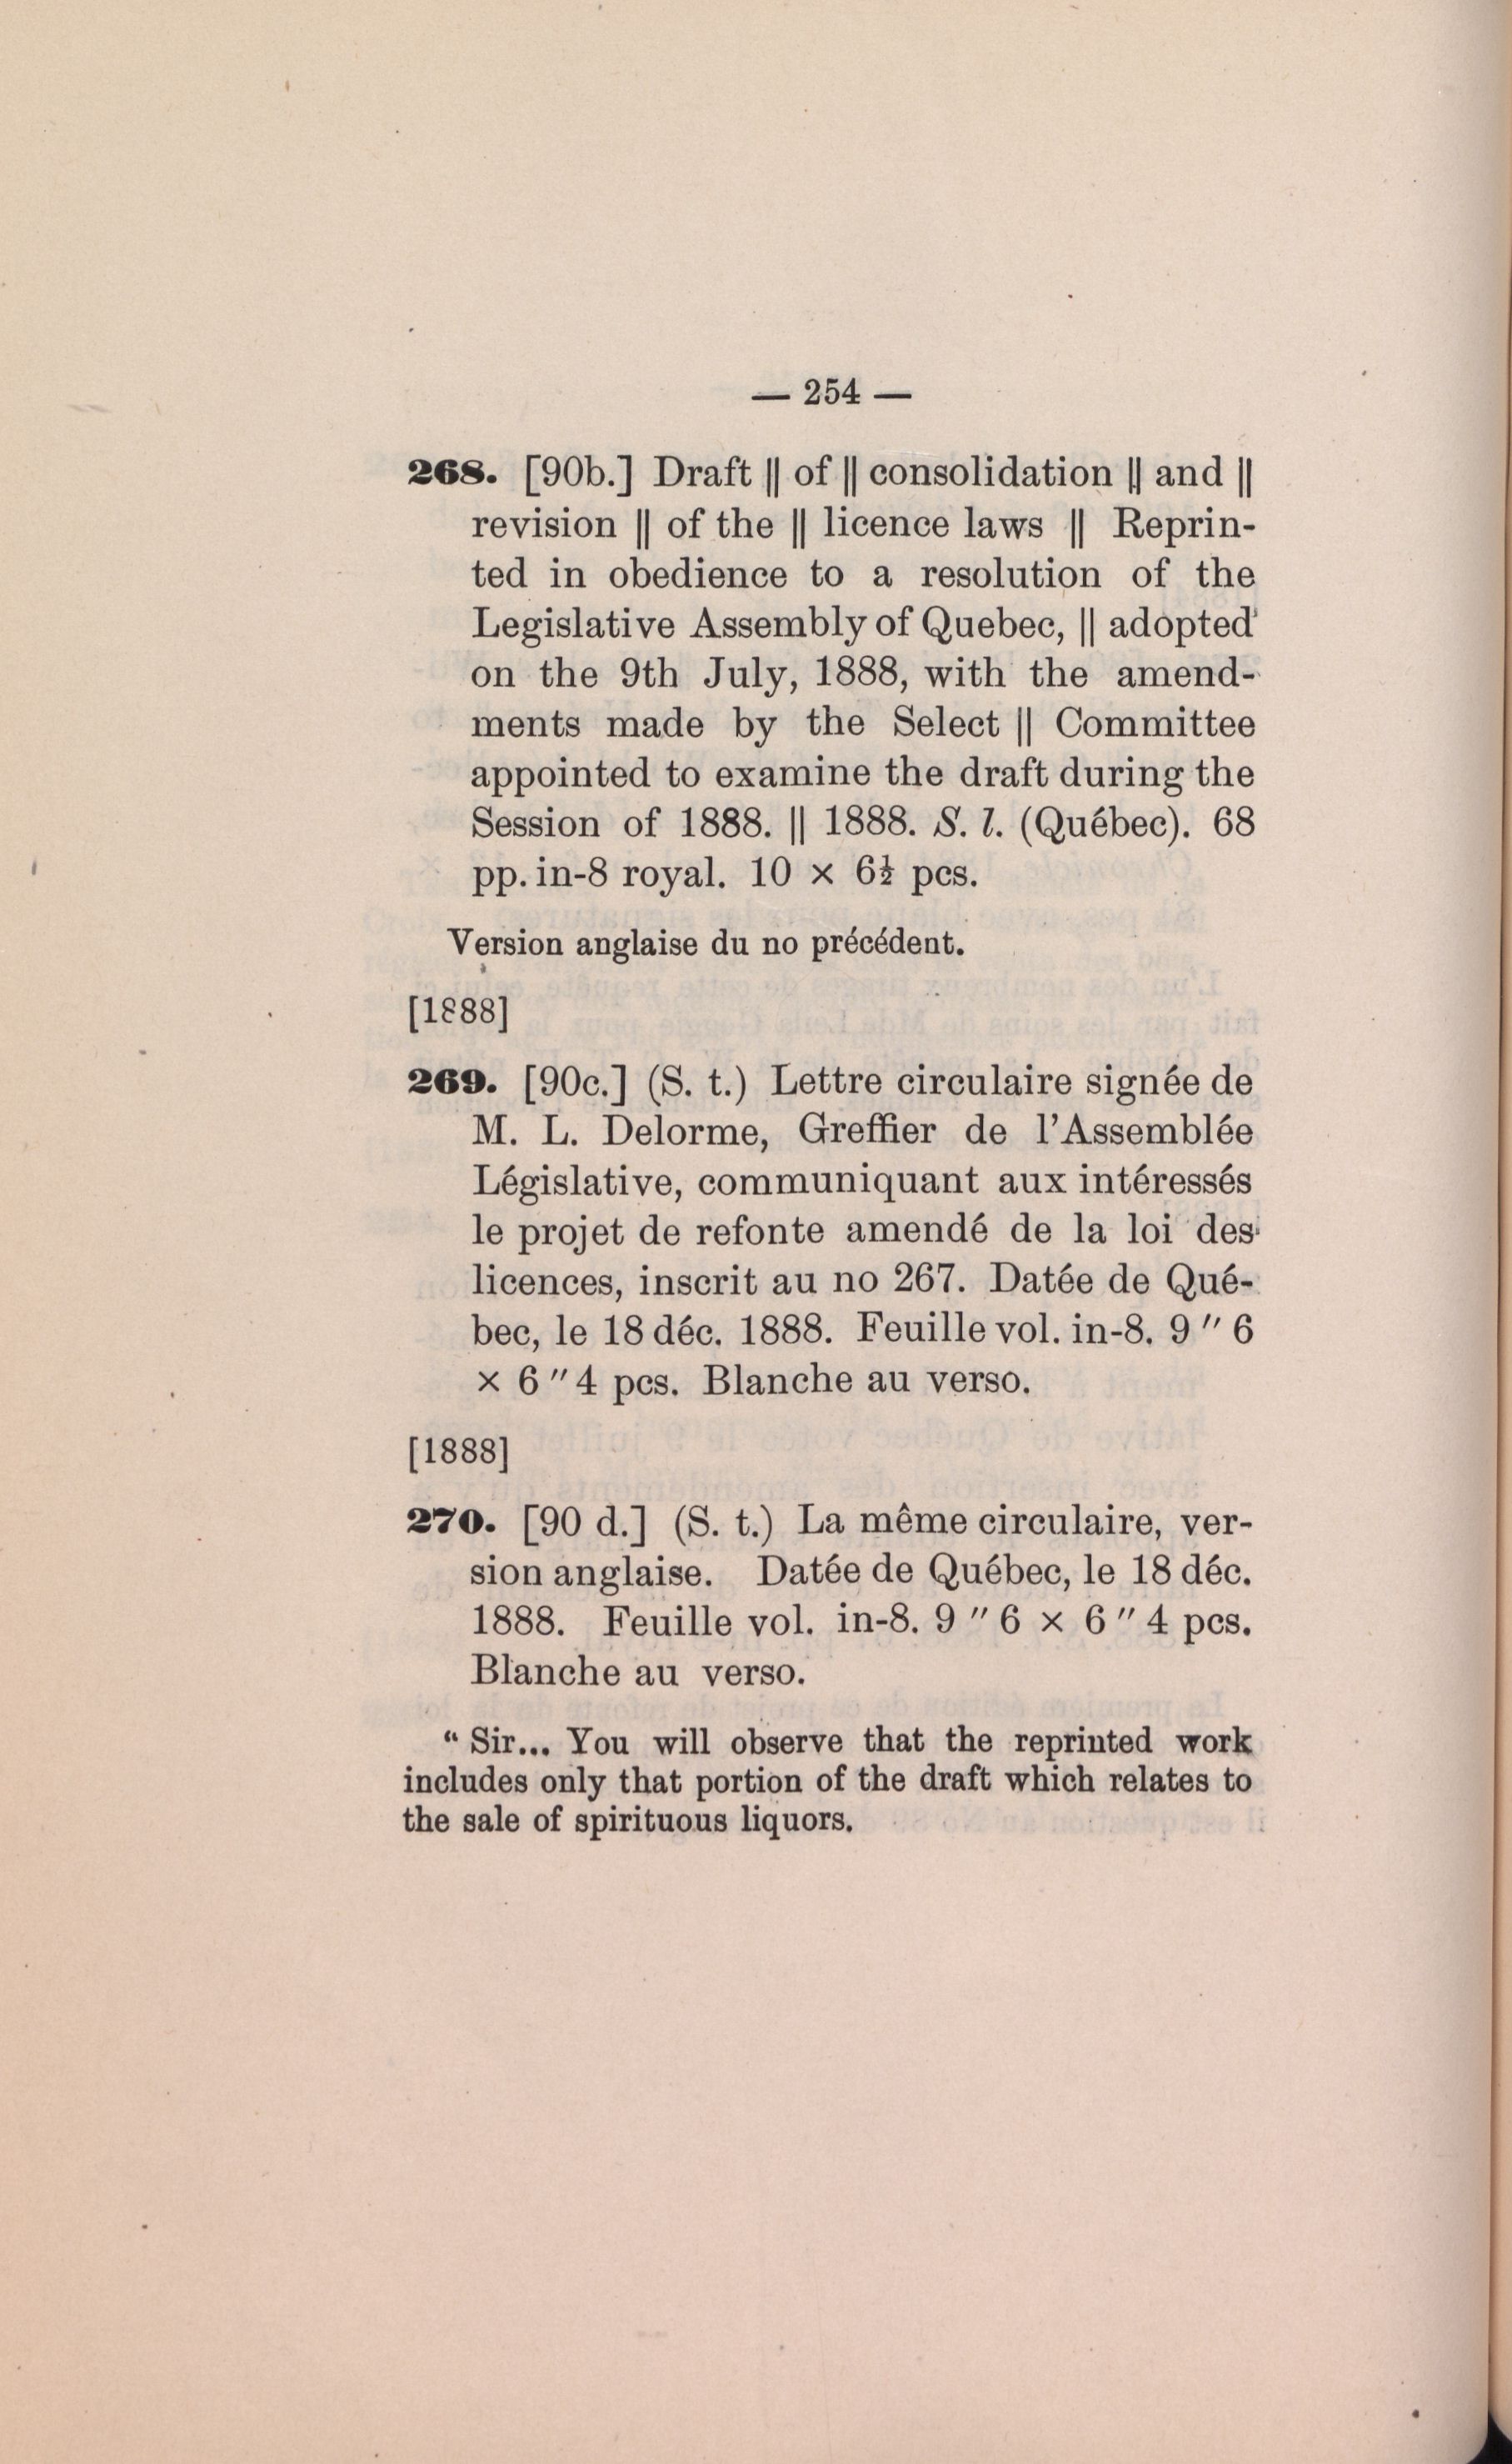 — 254 —
268. [90b.] Draft || of || consolidation || and ||
revision || of the || licence laws || Reprin-
ted in obedience to a resolution of the
Legislative Assembly of Quebec, || adopted
on the 9th July, 1888, with the amend-
ments made by the Select || Committee
appointed to examine the draft during the
Session of 1888. || 1888. S. l. (Québec). 68
pp. in-8 royal. 10 × 6½ pcs.
Version anglaise du no précédent.
[1888]
269. [90c.] (S. t.) Lettre circulaire signée de
M. L. Delorme, Greffier de l'Assemblée
Législative, communiquant aux intéressés
le projet de refonte amendé de la loi des
licences, inscrit au no 267. Datée de Qué-
bec, le 18 déc. 1888. Feuille vol. in-8. 9 " 6
× 6 " 4 pcs. Blanche au verso.
[1888]
270. [90 d.] (S. t.) La même circulaire, ver-
sion anglaise. Datée de Québec, le 18 déc.
1888. Feuille vol. in-8. 9 " 6 × 6 " 4 pcs.
Blanche au verso.
“ Sir... You will observe that the reprinted work
includes only that portion of the draft which relates to
the sale of spirituous liquors.